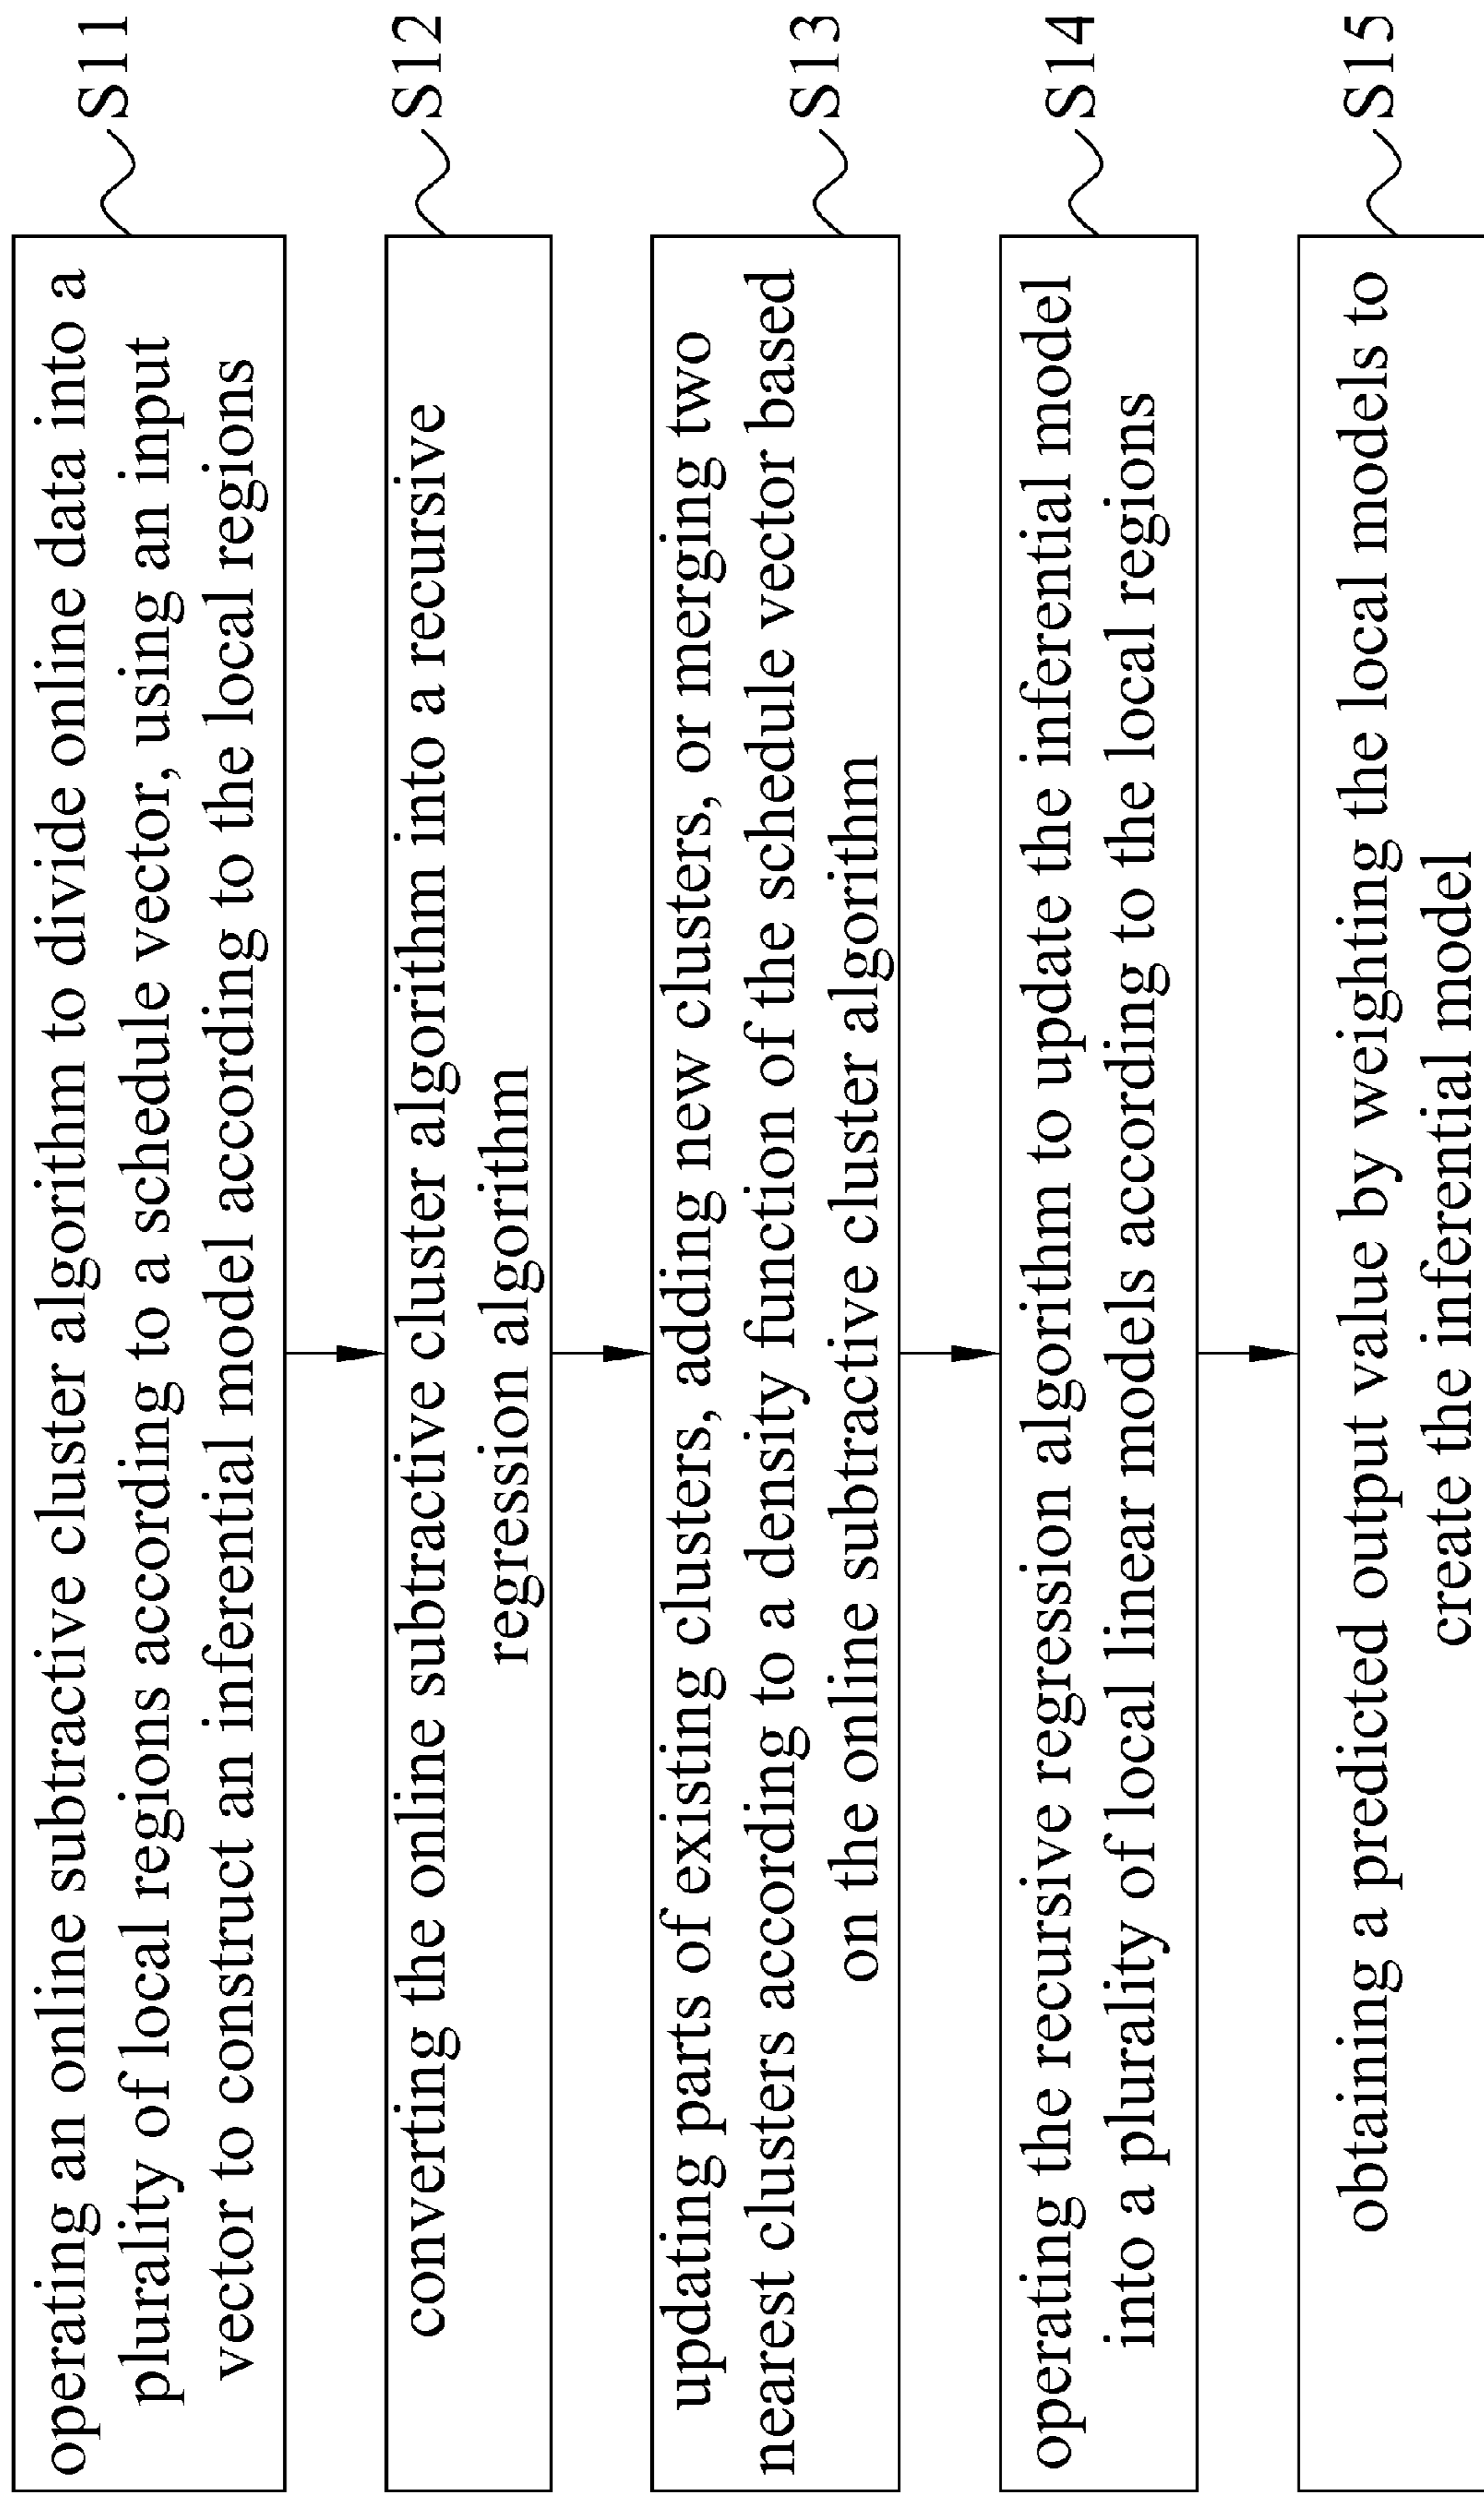 operating an online subtractive cluster algorithm to divide online data into a
plurality of local regions according to a schedule vector, using an input
vector to construct an inferential model according to the local regions
S11
converting the online subtractive cluster algorithm into a recursive
regression algorithm
S12
updating parts of existing clusters, adding new clusters, or merging two
nearest clusters according to a density function of the schedule vector based
on the online subtractive cluster algorithm
S13
operating the recursive regression algorithm to update the inferential model
into a plurality of local linear models according to the local regions
S14
obtaining a predicted output value by weighting the local models to
create the inferential model
S15